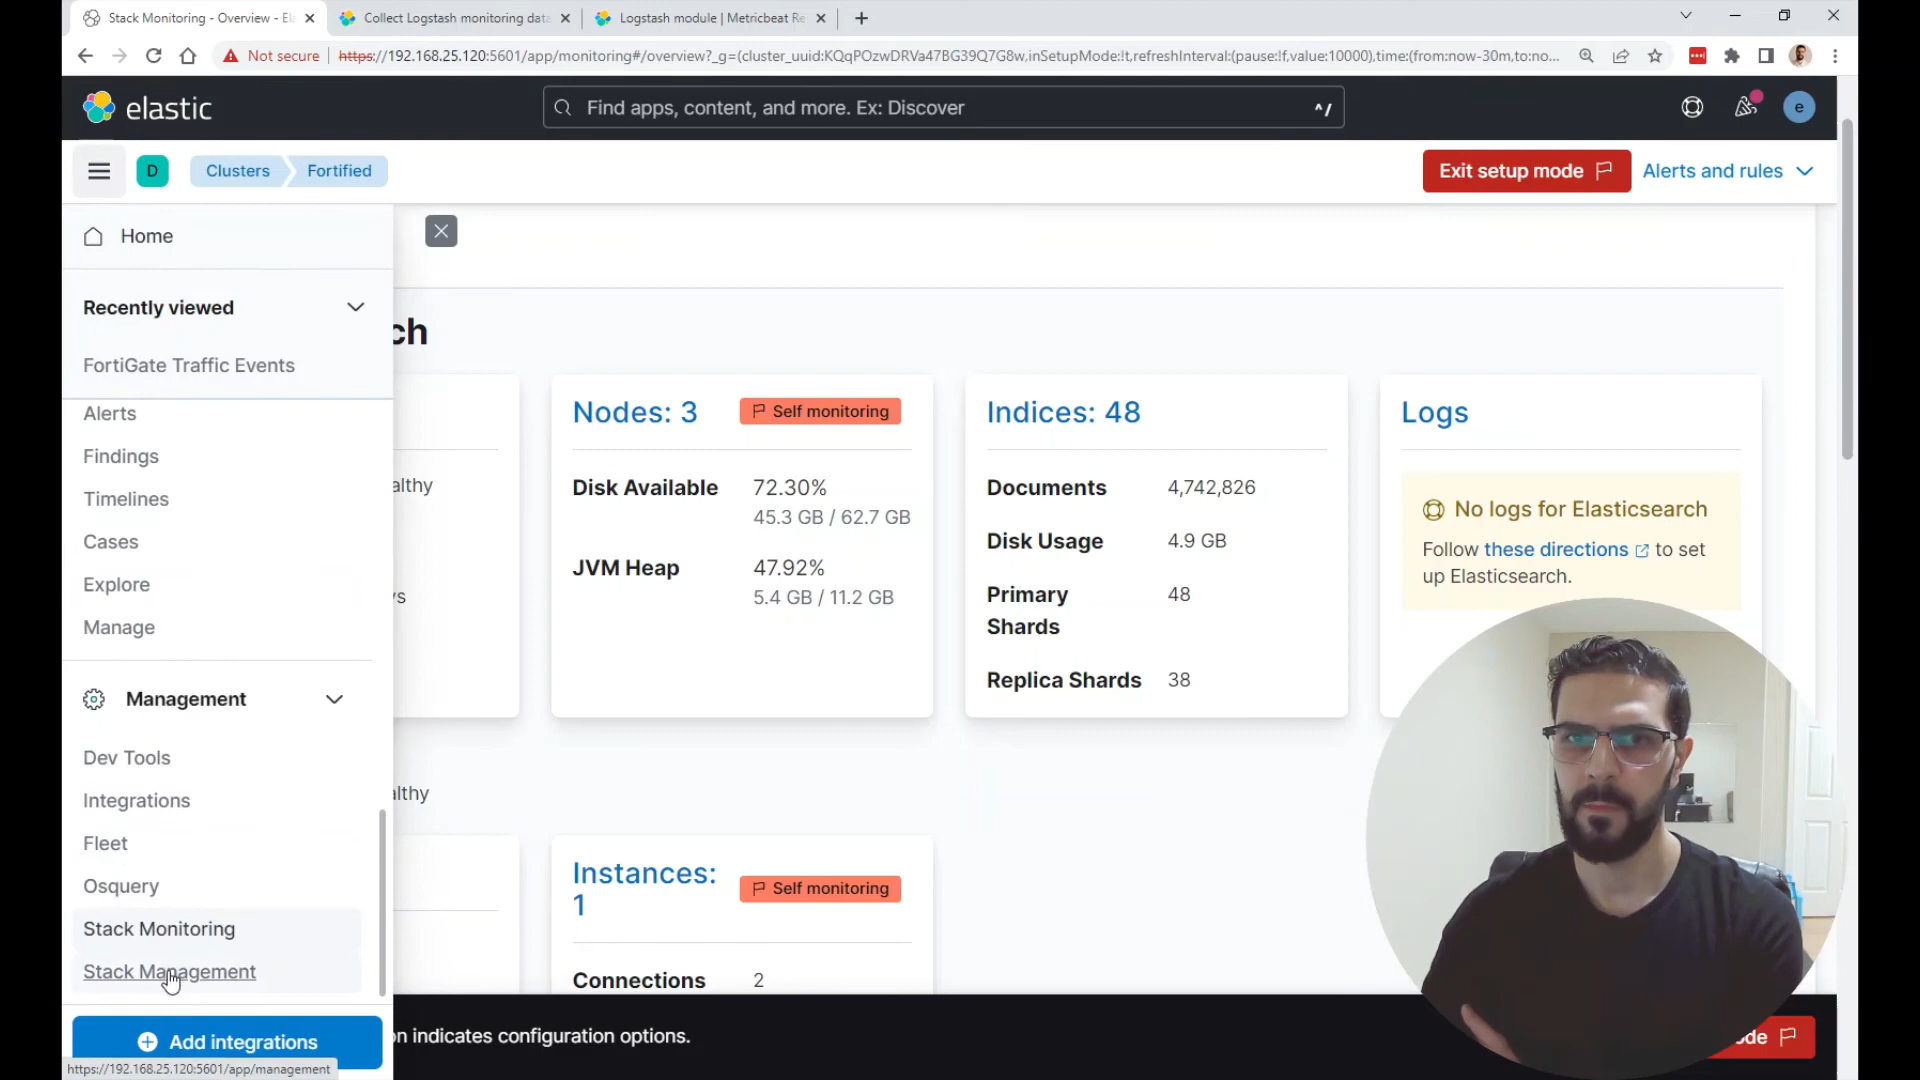 Stack Monitoring - Overview - El
Collect Logstash monitoring data
Logstash module | Metricbeat Re
Not secure
https://192.168.25.120:5601/app/monitoring#/overview?_g=(cluster_uuid:KQqPOzwDRVa47BG39Q7G8w,inSetupMode:!t,refreshInterval:(pause:!f,value:10000),time:(from:now-30m,to:no...
elastic
Find apps, content, and more. Ex: Discover
^/
e
D
Clusters
Fortified
Exit setup mode
Alerts and rules
Home
Recently viewed
FortiGate Traffic Events
Alerts
Findings
Timelines
Cases
Explore
Manage
Management
Dev Tools
Integrations
Fleet
Osquery
Stack Monitoring
Stack Management
Add integrations
https://192.168.25.120:5601/app/management
ch
althy
ys
althy
Nodes: 3
Self monitoring
Disk Available
72.30%
45.3 GB / 62.7 GB
JVM Heap
47.92%
5.4 GB / 11.2 GB
Indices: 48
Documents
4,742,826
Disk Usage
4.9 GB
Primary
Shards
48
Replica Shards
38
Logs
No logs for Elasticsearch
Follow these directions to set
up Elasticsearch.
Instances:
1
Self monitoring
Connections
2
on indicates configuration options.
ode